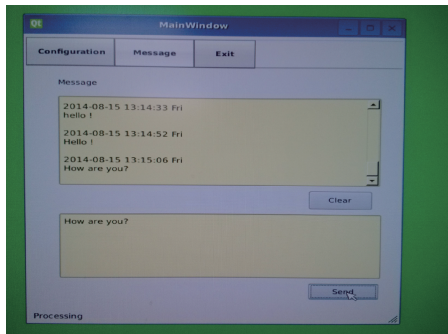 Qt MainWindow
Configuration Message Exit
Message
2014-08-15 13:14:33 Fri
hello !
2014-08-15 13:14:52 Fri
Hello !
2014-08-15 13:15:06 Fri
How are you?
Clear
How are you?
Send
Processing